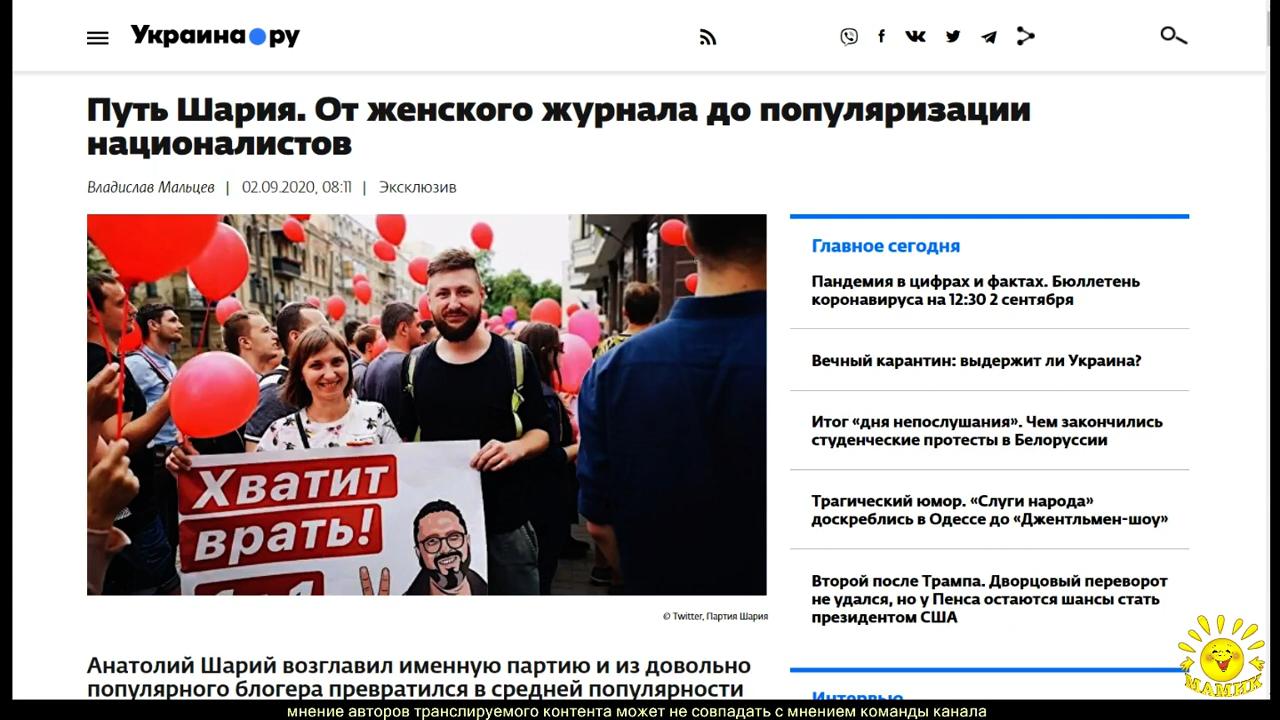 Украина ру
Путь Шария. От женского журнала до популяризации
националистов
Владислав Мальцев | 02.09.2020, 08:11 | Эксклюзив
Хватит
врать!
© Twitter, Партия Шария
Анатолий Шарий возглавил именную партию и из довольно
популярного блогера превратился в средней популярности
Главное сегодня
Пандемия в цифрах и фактах. Бюллетень
коронавируса на 12:30 2 сентября
Вечный карантин: выдержит ли Украина?
Итог «дня непослушания». Чем закончились
студенческие протесты в Белоруссии
Трагический юмор. «Слуги народа»
доскреблись в Одессе до «Джентльмен-шоу»
Второй после Трампа. Дворцовый переворот
не удался, но у Пенса остаются шансы стать
президентом США
Интервью
МАМИК
мнение авторов транслируемого контента может не совпадать с мнением команды канала